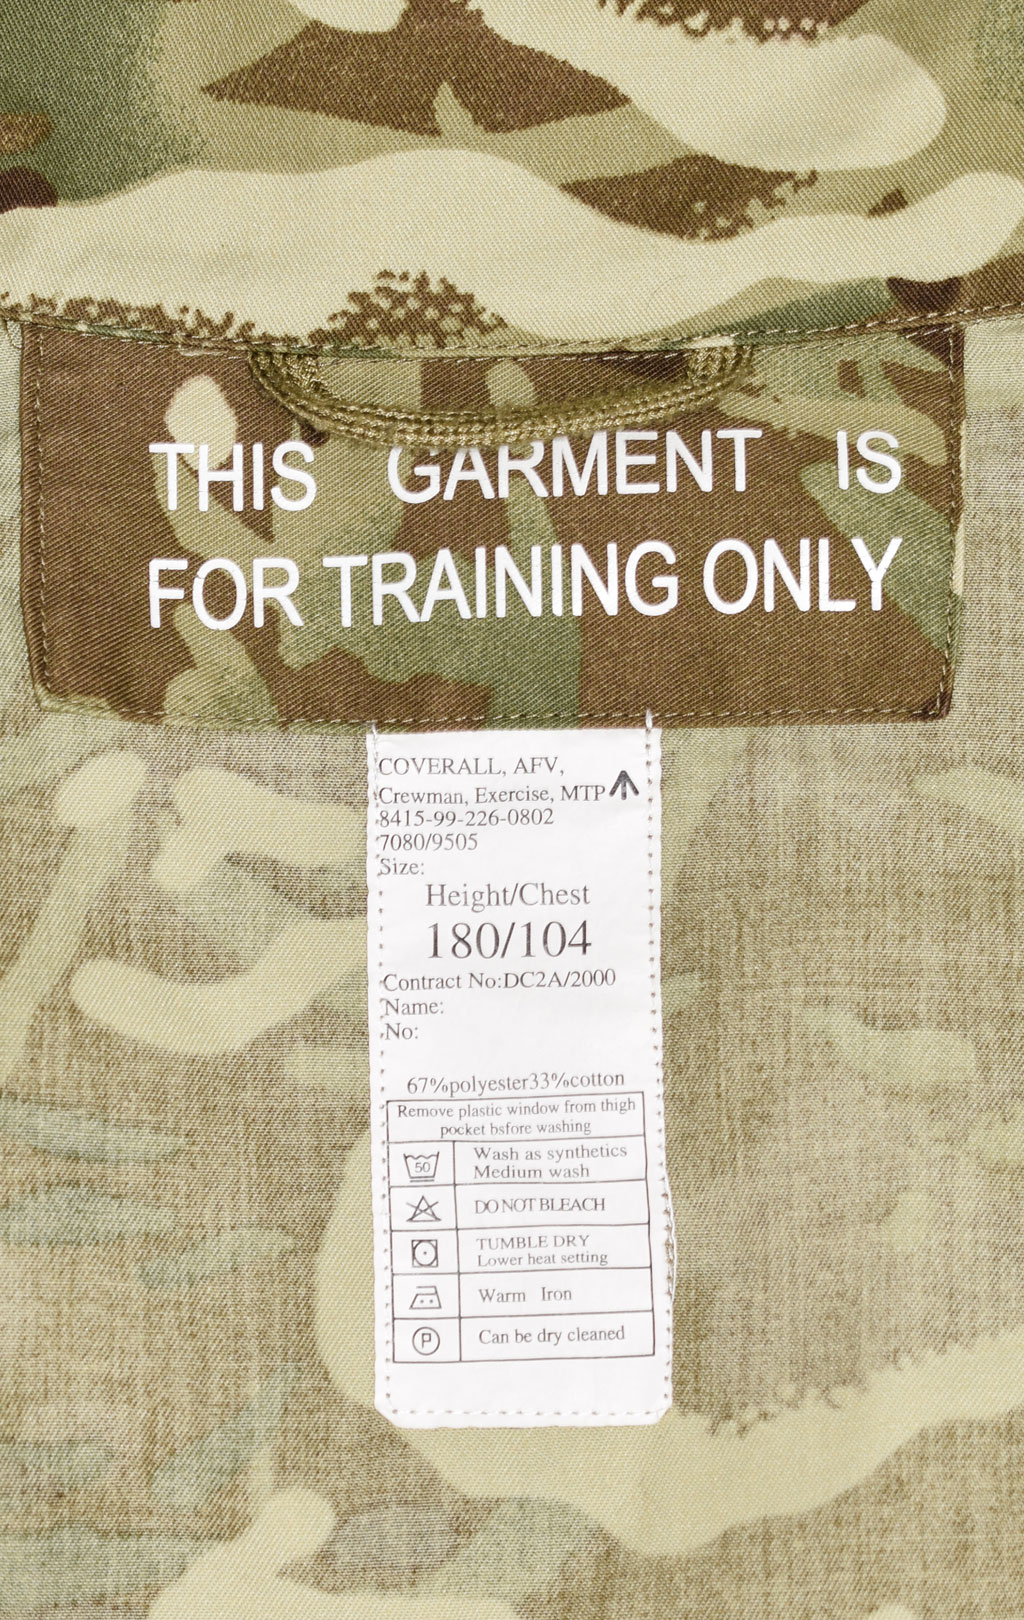 THIS GARMENT IS
FOR TRAINING ONLY
COVERALL, AFV,
Crewman, Exercise, MTP
8415-99-226-0802
7080/9505
Size:
Height/Chest
180/104
Contract No:DC2A/2000
Name:
No:
67%polyester33%cotton
Remove plastic window from thigh
pocket bsfore washing
50 Wash as synthetics
Medium wash
DO NOT BLEACH
TUMBLE DRY
Lower heat setting
Warm Iron
P Can be dry cleaned